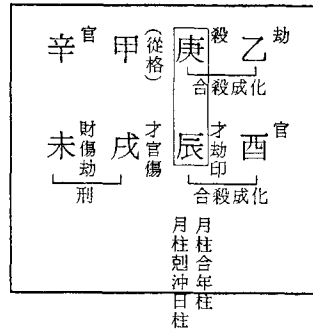 劫
乙
殺
庚
合殺成化
(從格)
甲
官
辛
官
酉
才劫印
辰
合殺成化
才官傷
戌
財傷劫
未
刑
月柱合年柱
月柱剋沖日柱